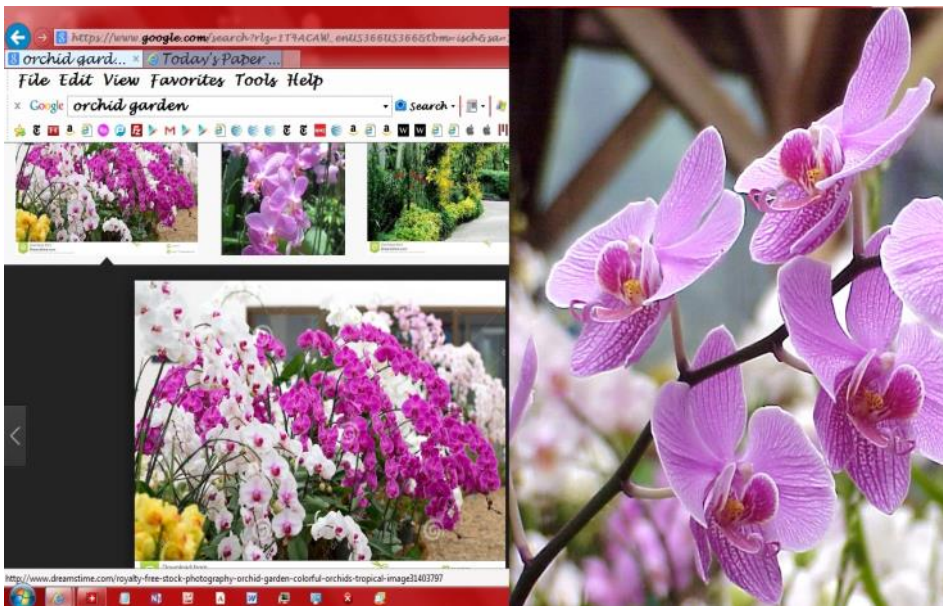 https://www.google.com/search?rlz=1T4ACAW_enUS366US366&tbm=isch&sa=
orchid gard... × Today's Paper ...
File Edit View Favorites Tools Help
x Google orchid garden Search
http://www.dreamstime.com/royalty-free-stock-photography-orchid-garden-colorful-orchids-tropical-image31403797